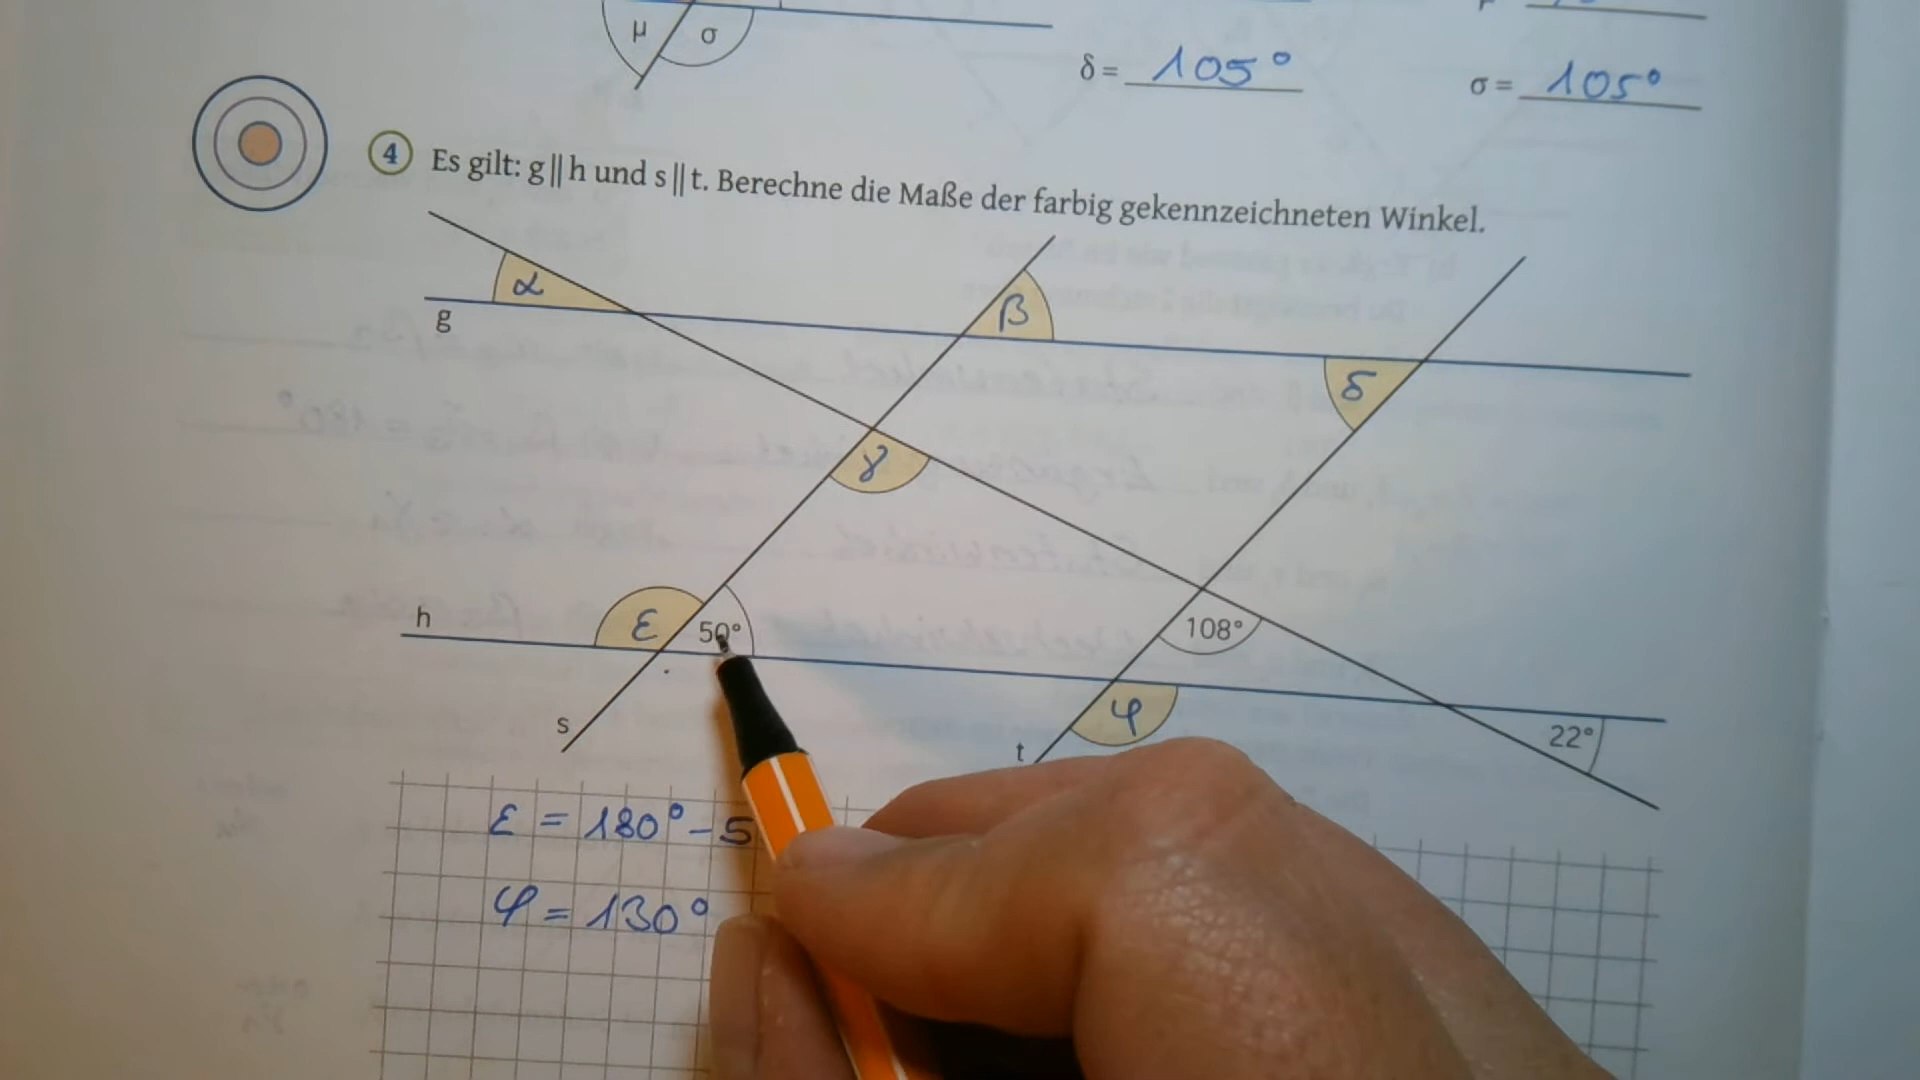 μ σ
δ = 105° σ = 105°
4 Es gilt: g || h und s || t. Berechne die Maße der farbig gekennzeichneten Winkel.
α
β
g
δ
γ
h
ε 50°
108°
φ
s
t
22°
ε = 180° – 5
φ = 130°